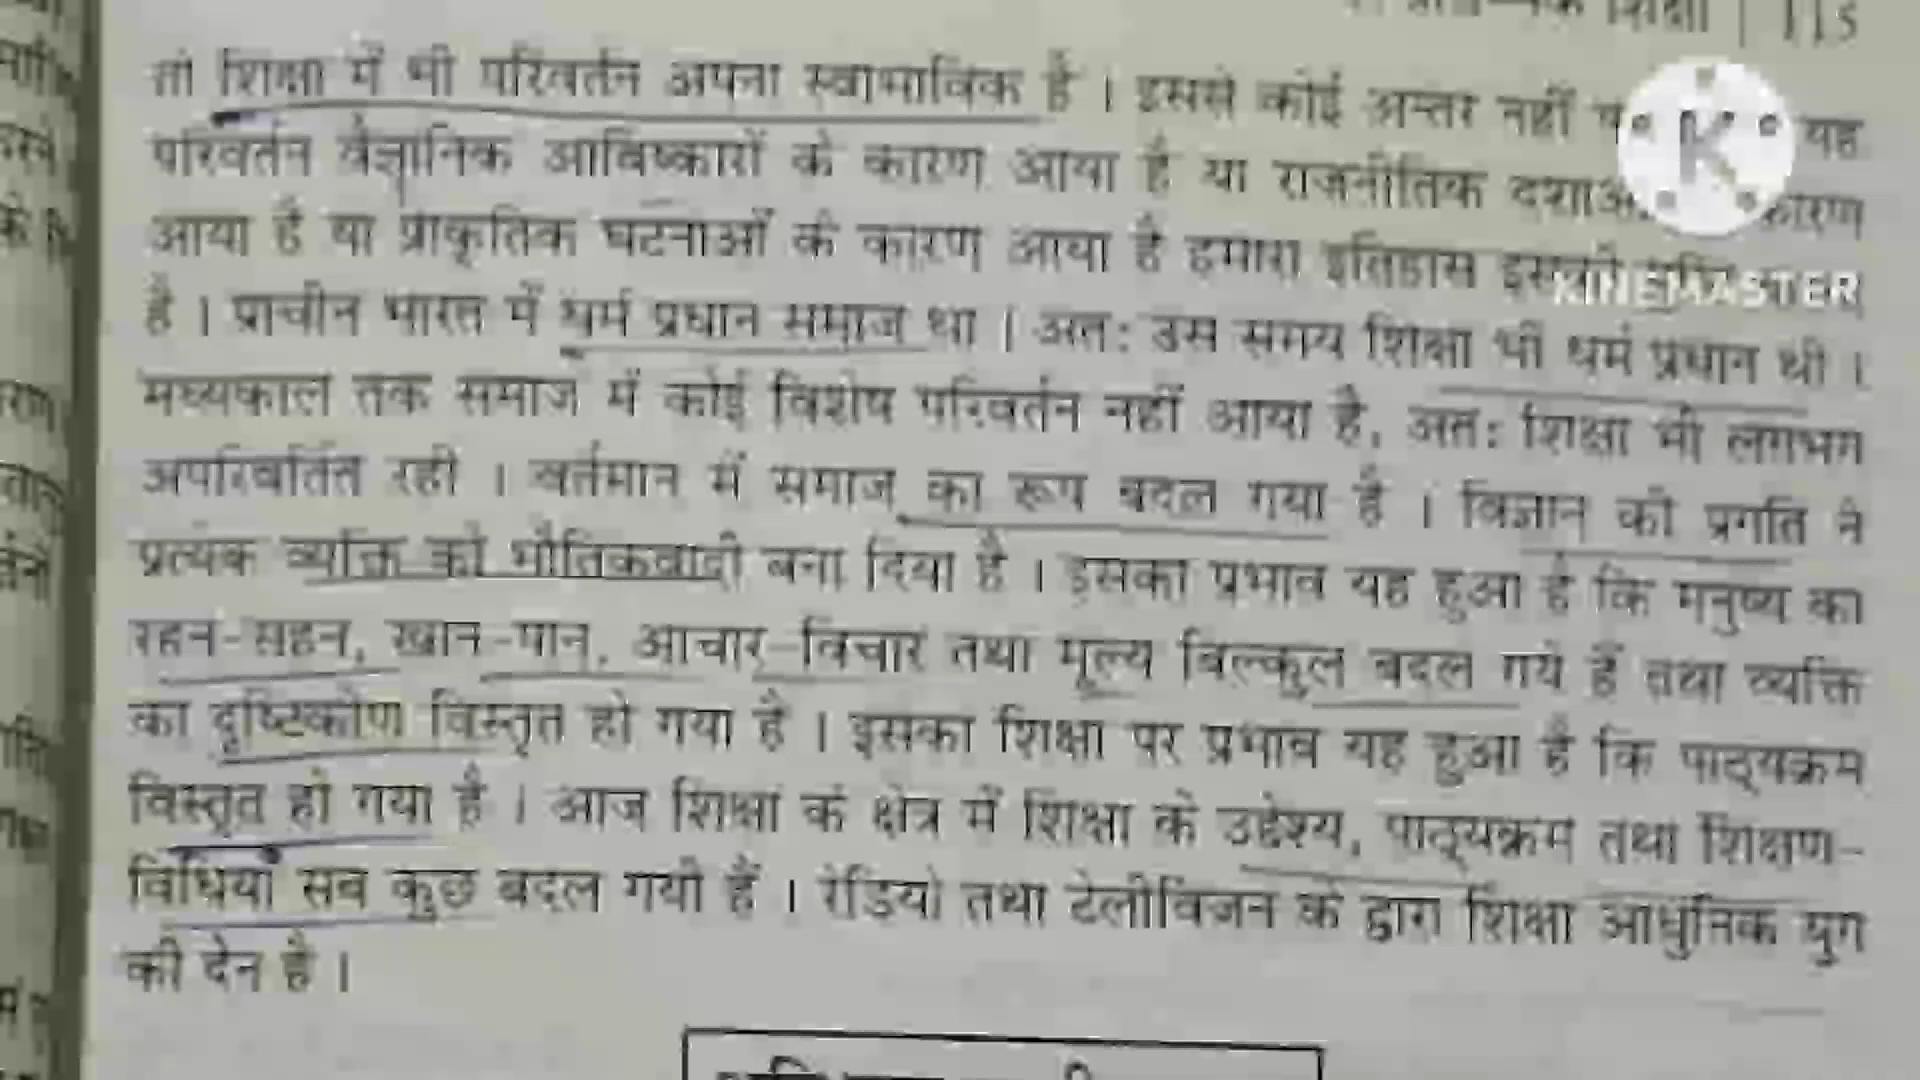 शिक्षा | 115
तो शिक्षा में भी परिवर्तन अपना स्वाभाविक है । इससे कोई अन्तर नहीं यह
परिवर्तन वैज्ञानिक आविष्कारों के कारण आया है या राजनीतिक कारण
आया है या प्राकृतिक घटनाओं के कारण आया है हमारा इतिहास
KINEMASTER
है । प्राचीन भारत में धर्म प्रधान समाज था | अतः उस समय शिक्षा भी धर्म प्रधान थी ।
मध्यकाल तक समाज में कोई विशेष परिवर्तन नहीं आया है, अतः शिक्षा भी लगभग
अपरिवर्तित रही । वर्तमान में समाज का रूप बदल गया है । विज्ञान की प्रगति ने
प्रत्येक व्यक्ति को भौतिकवादी बना दिया है । इसका प्रभाव यह हुआ है कि मनुष्य का
रहन-सहन, खान-पान, आचार-विचार तथा मूल्य बिल्कुल बदल गये हैं तथा व्यक्ति
का दृष्टिकोण विस्तृत हो गया है । इसका शिक्षा पर प्रभाव यह हुआ है कि पाठ्यक्रम
विस्तृत हो गया है । आज शिक्षा के क्षेत्र में शिक्षा के उद्देश्य, पाठ्यक्रम तथा शिक्षण-
विधियाँ सब कुछ बदल गयी हैं । रेडियो तथा टेलीविजन के द्वारा शिक्षा आधुनिक युग
की देन है ।